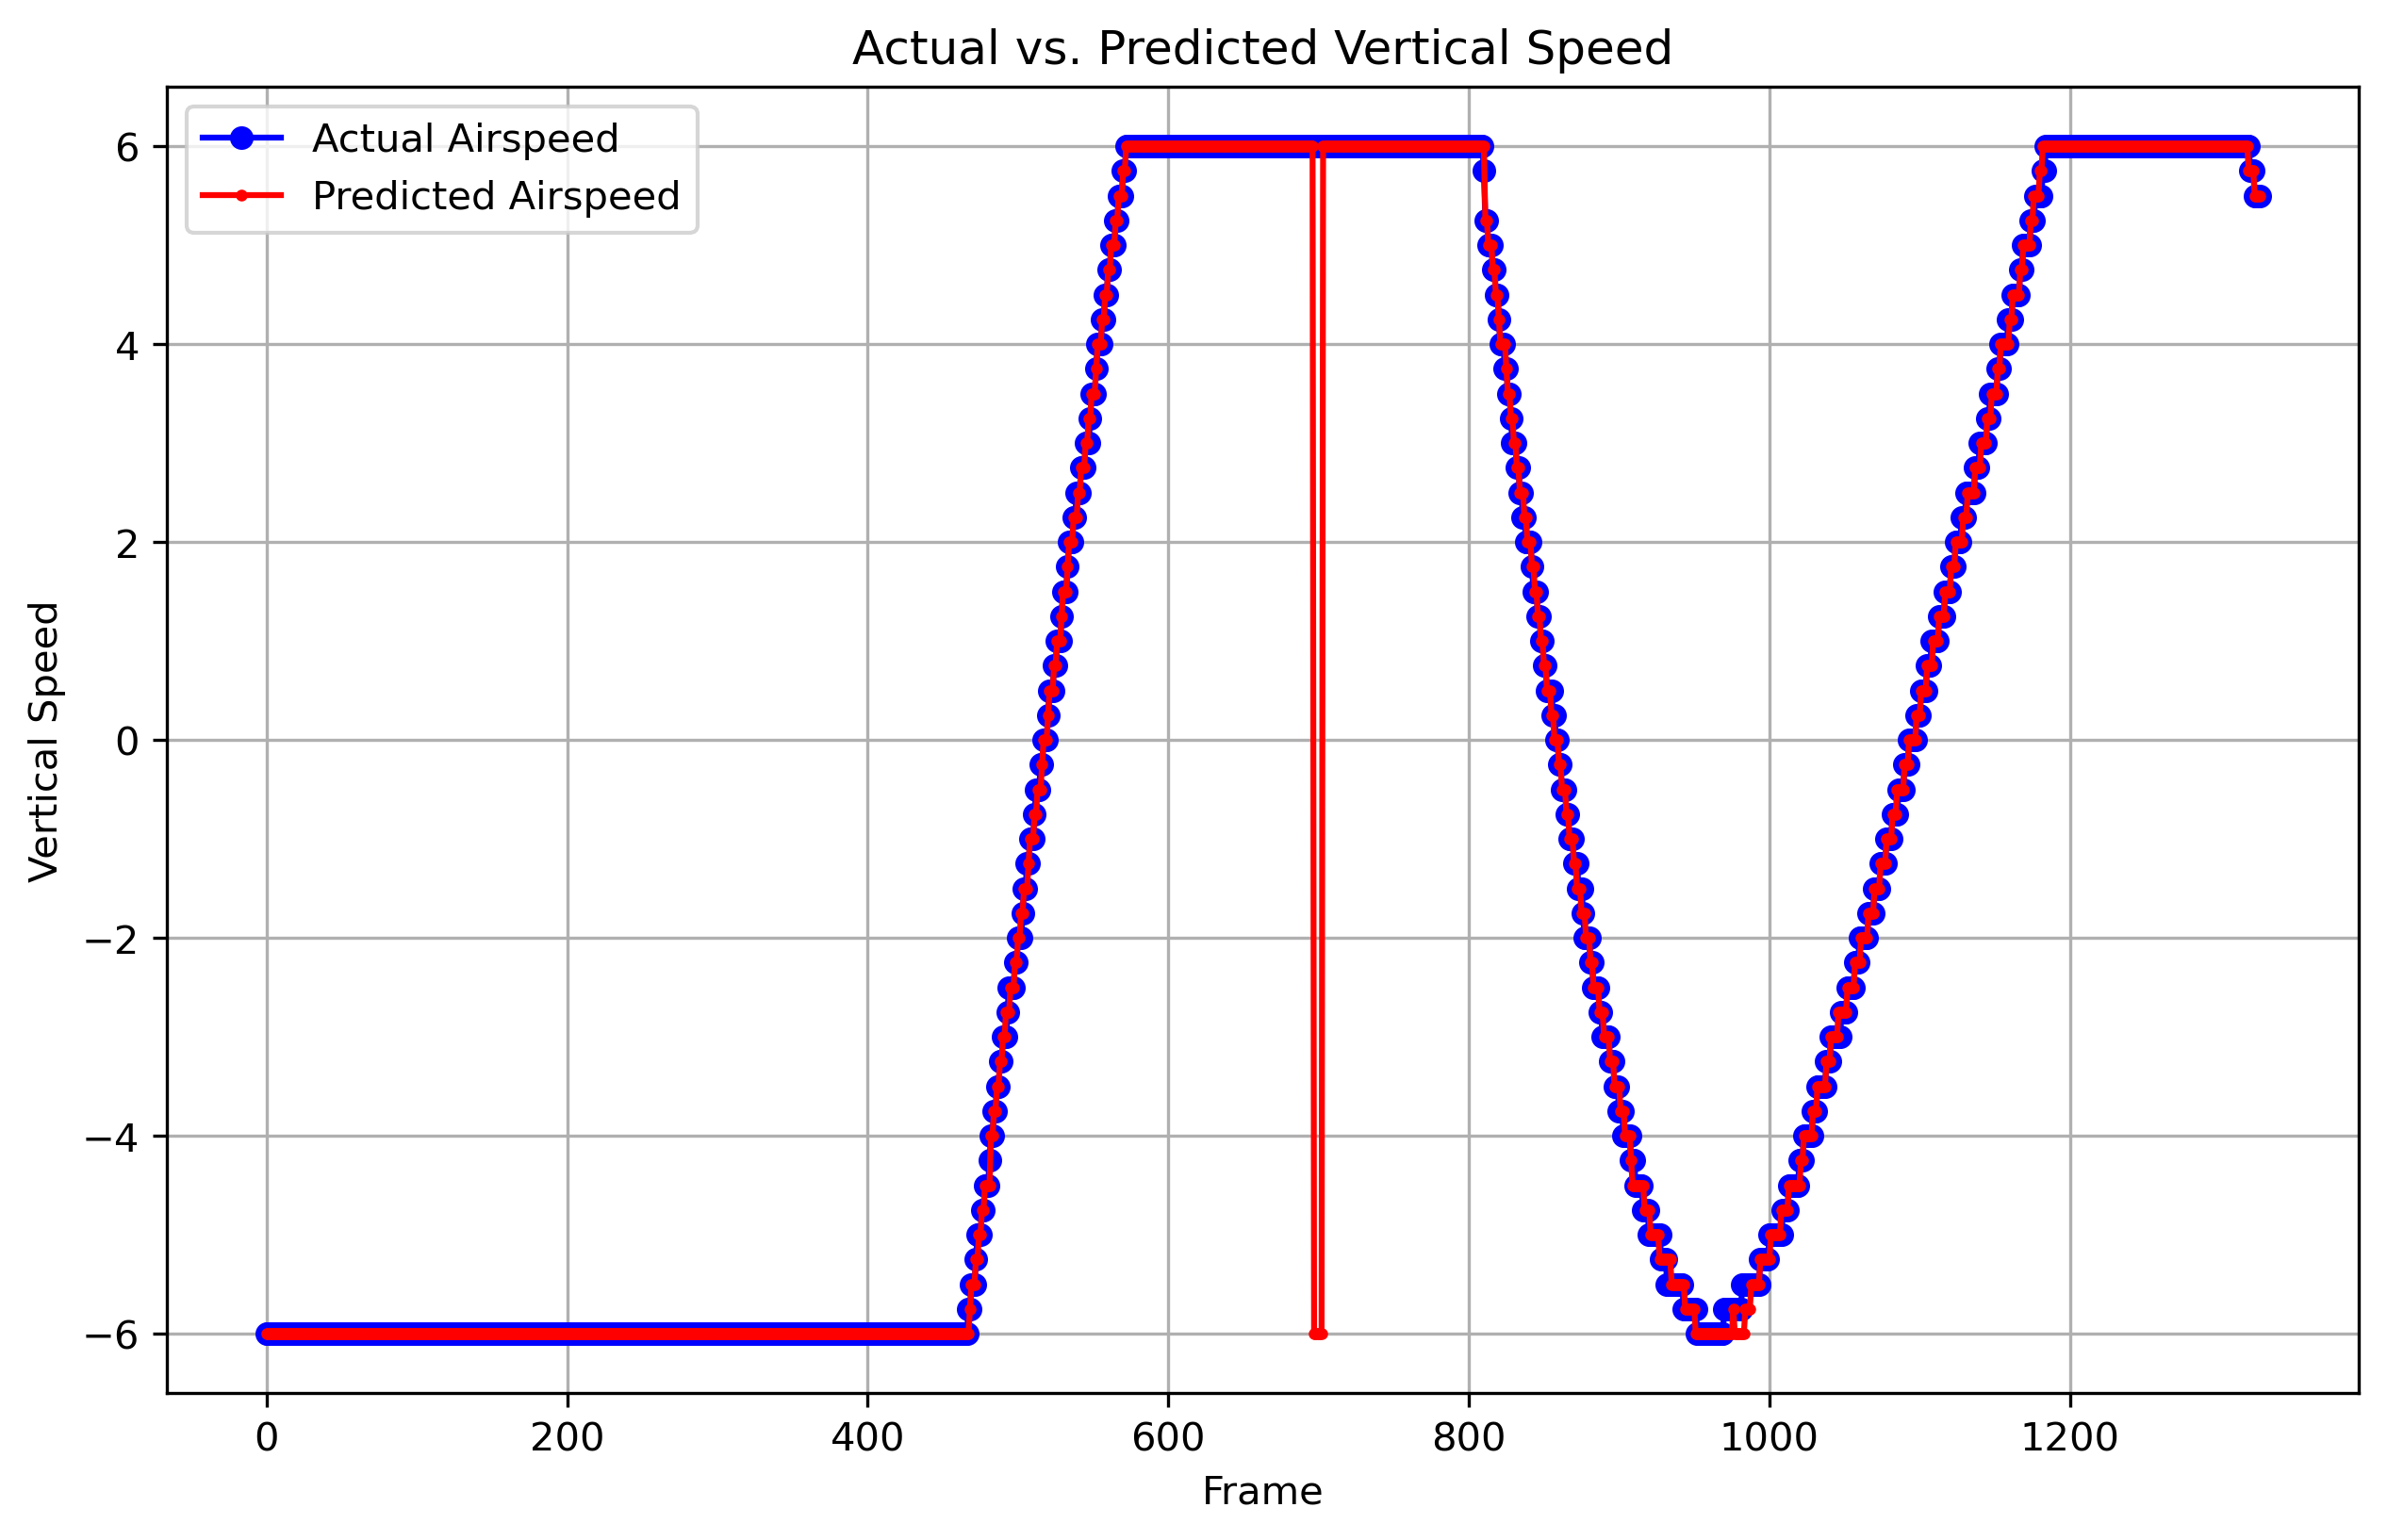 Actual vs. Predicted Vertical Speed
Actual Airspeed
Predicted Airspeed
Vertical Speed
6
4
2
0
−2
−4
−6
0 200 400 600 800 1000 1200
Frame